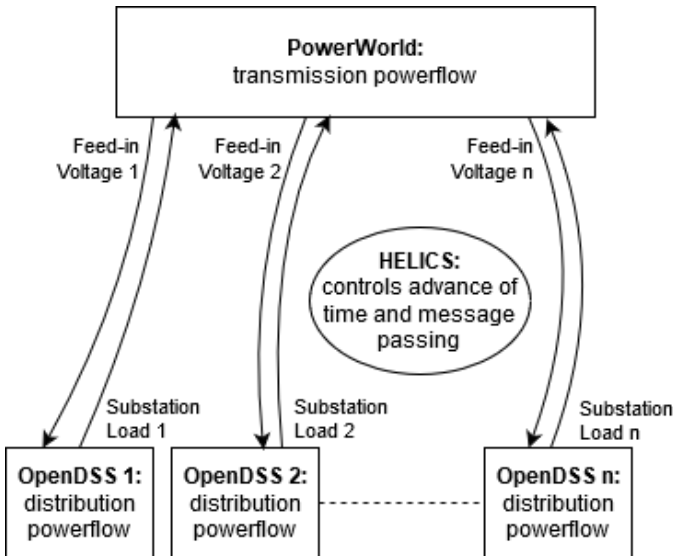 PowerWorld:
transmission powerflow
Feed-in
Voltage 1
Feed-in
Voltage 2
Feed-in
Voltage n
HELICS:
controls advance of
time and message
passing
Substation
Load 1
Substation
Load 2
Substation
Load n
OpenDSS 1:
distribution
powerflow
OpenDSS 2:
distribution
powerflow
OpenDSS n:
distribution
powerflow